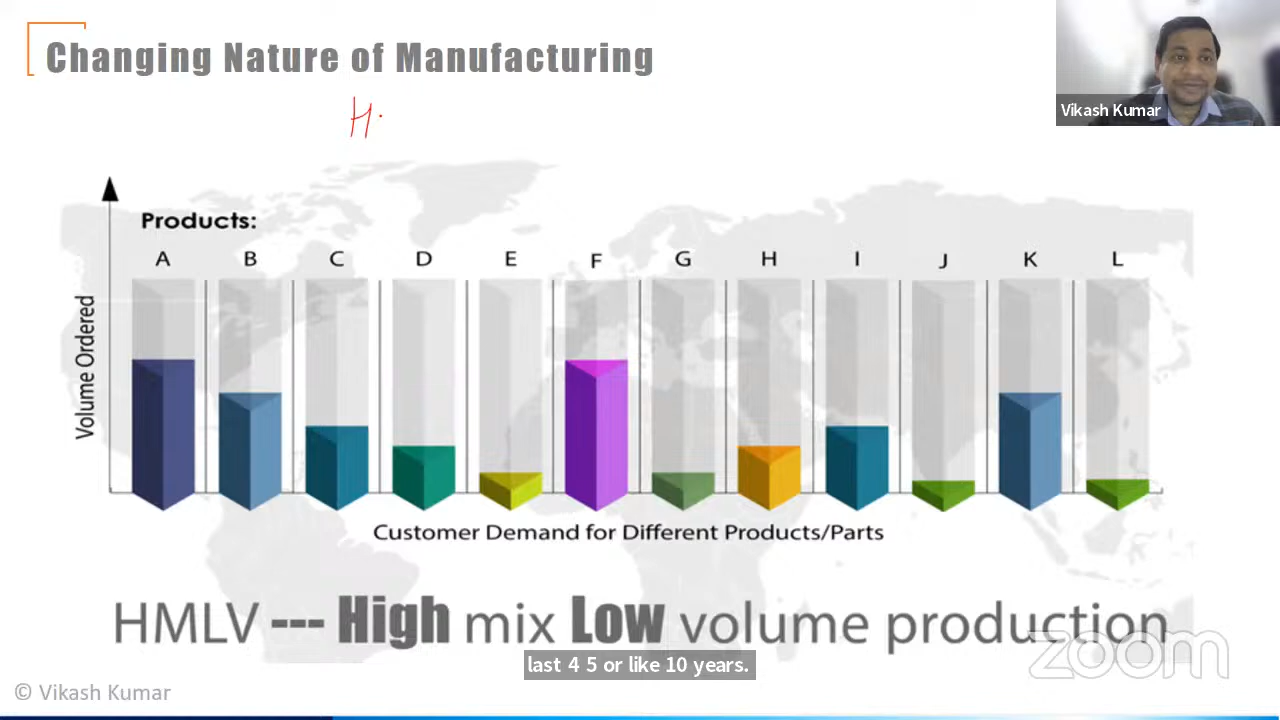 Changing Nature of Manufacturing
Vikash Kumar
H
Products:
A B C D E F G H I J K L
Volume Ordered
Customer Demand for Different Products/Parts
HMLV --- High mix Low volume production
zoom
last 4 5 or like 10 years.
© Vikash Kumar